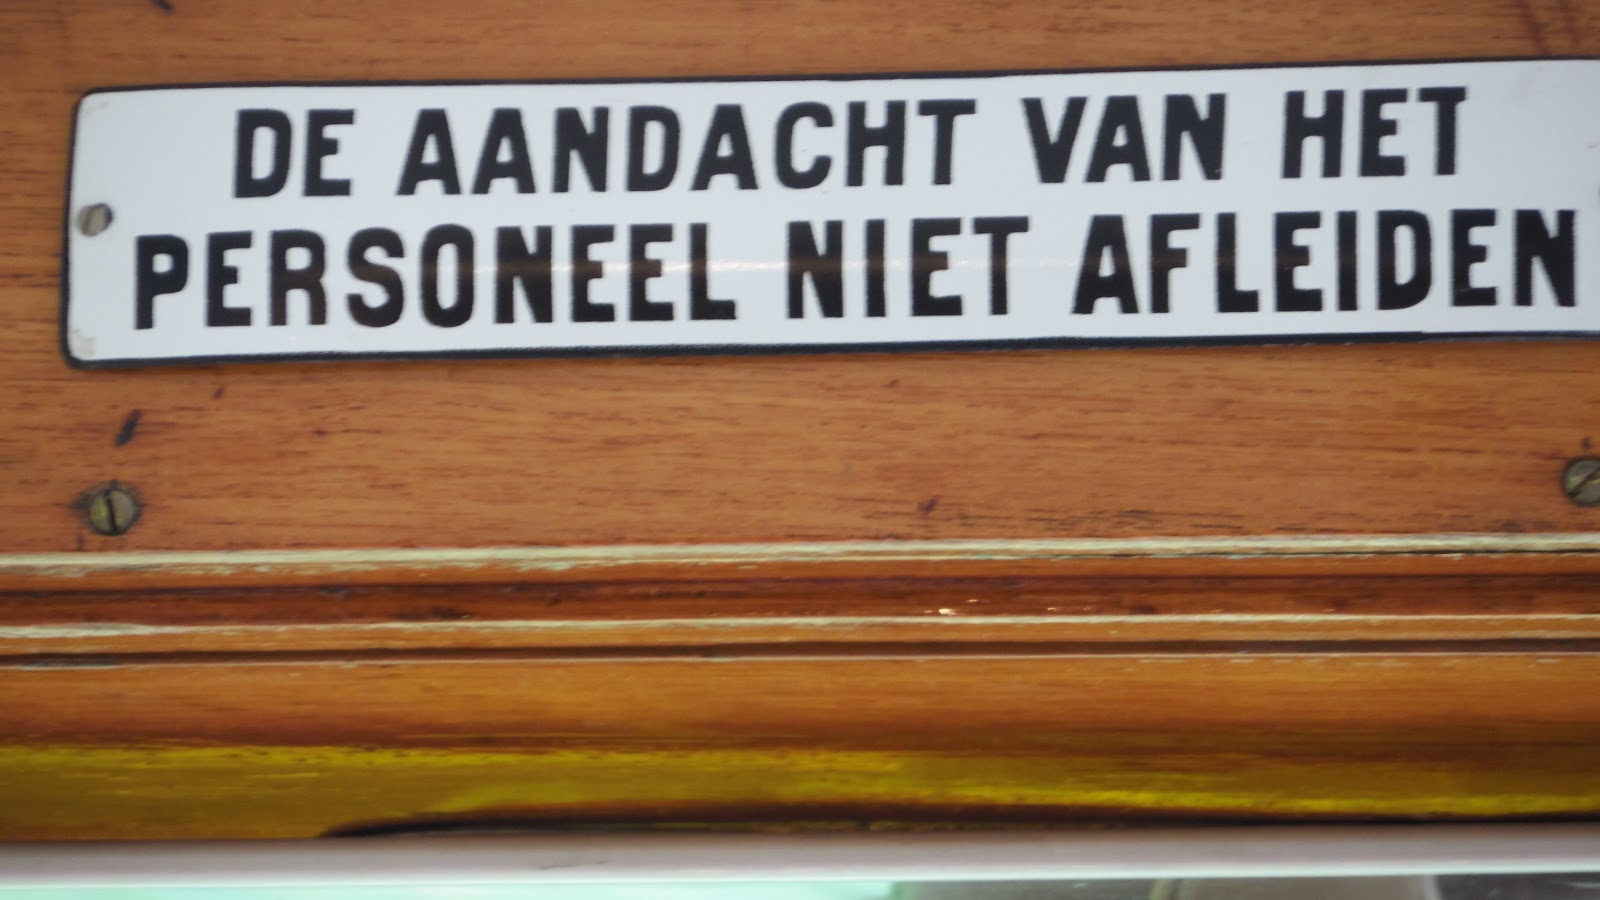 DE AANDACHT VAN HET
PERSONEEL NIET AFLEIDEN